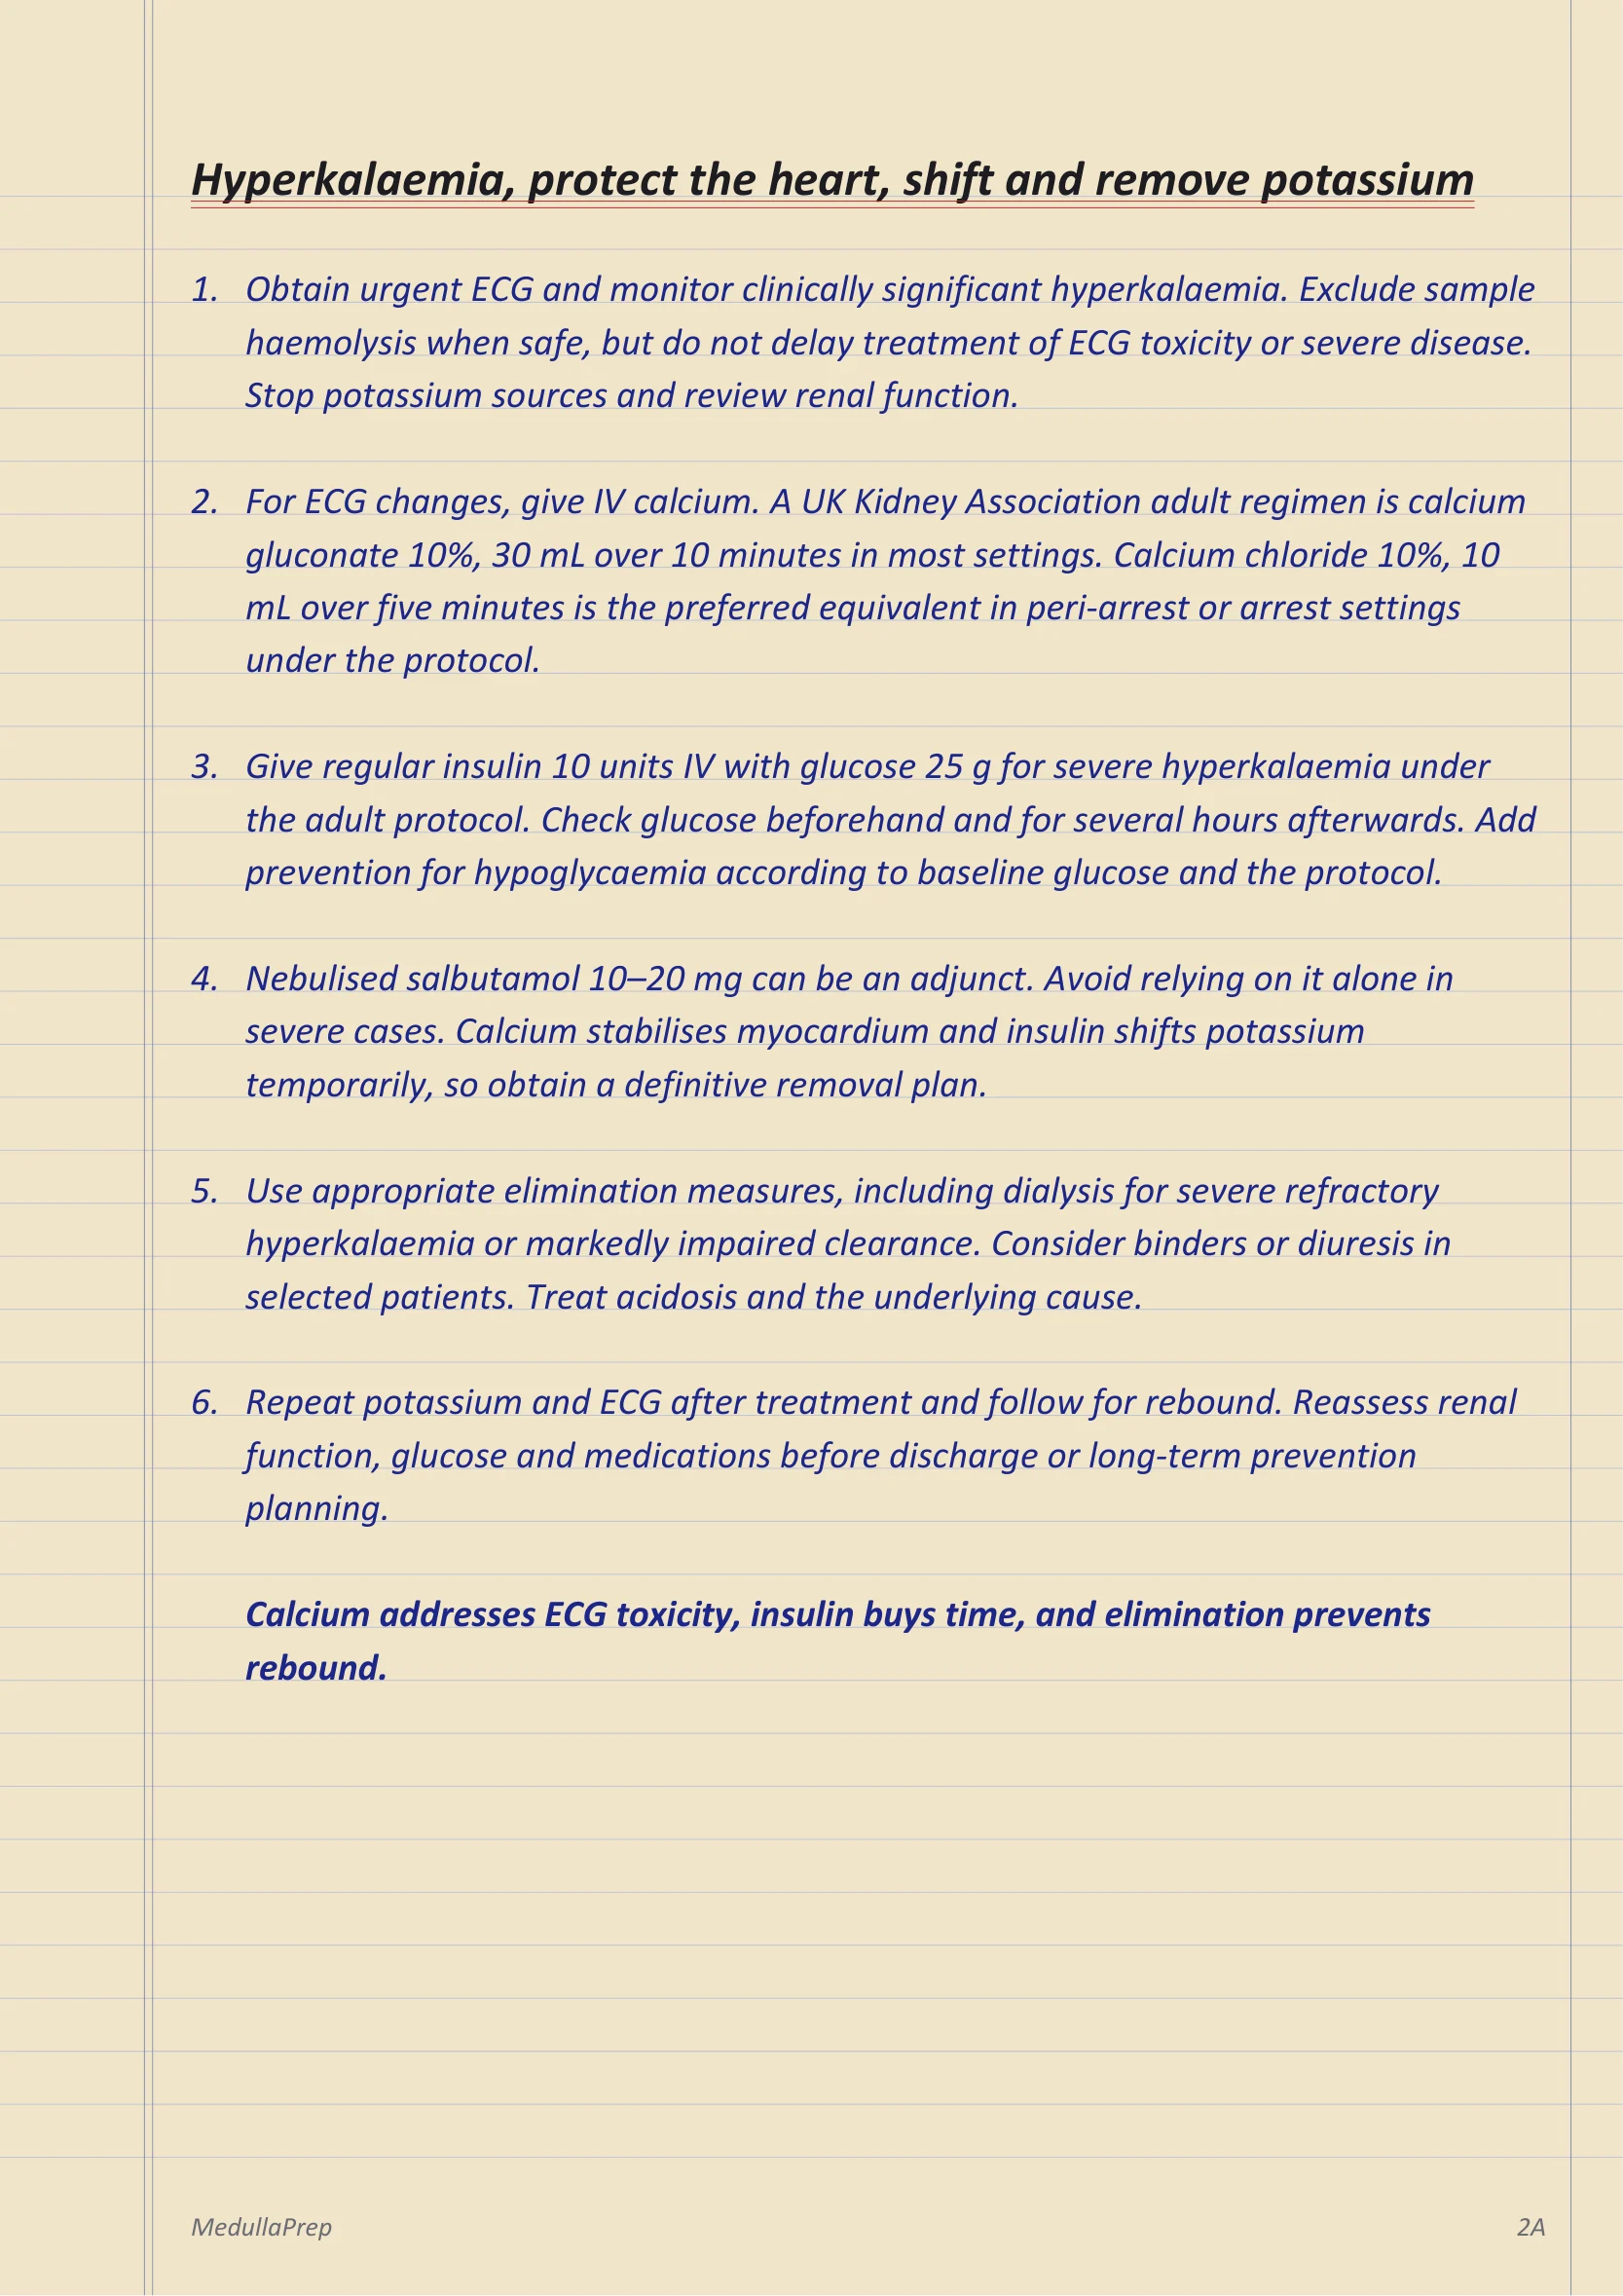 Hyperkalaemia, protect the heart, shift and remove potassium
1. Obtain urgent ECG and monitor clinically significant hyperkalaemia. Exclude sample
haemolysis when safe, but do not delay treatment of ECG toxicity or severe disease.
Stop potassium sources and review renal function.
2. For ECG changes, give IV calcium. A UK Kidney Association adult regimen is calcium
gluconate 10%, 30 mL over 10 minutes in most settings. Calcium chloride 10%, 10
mL over five minutes is the preferred equivalent in peri-arrest or arrest settings
under the protocol.
3. Give regular insulin 10 units IV with glucose 25 g for severe hyperkalaemia under
the adult protocol. Check glucose beforehand and for several hours afterwards. Add
prevention for hypoglycaemia according to baseline glucose and the protocol.
4. Nebulised salbutamol 10–20 mg can be an adjunct. Avoid relying on it alone in
severe cases. Calcium stabilises myocardium and insulin shifts potassium
temporarily, so obtain a definitive removal plan.
5. Use appropriate elimination measures, including dialysis for severe refractory
hyperkalaemia or markedly impaired clearance. Consider binders or diuresis in
selected patients. Treat acidosis and the underlying cause.
6. Repeat potassium and ECG after treatment and follow for rebound. Reassess renal
function, glucose and medications before discharge or long-term prevention
planning.
Calcium addresses ECG toxicity, insulin buys time, and elimination prevents
rebound.
MedullaPrep
2A